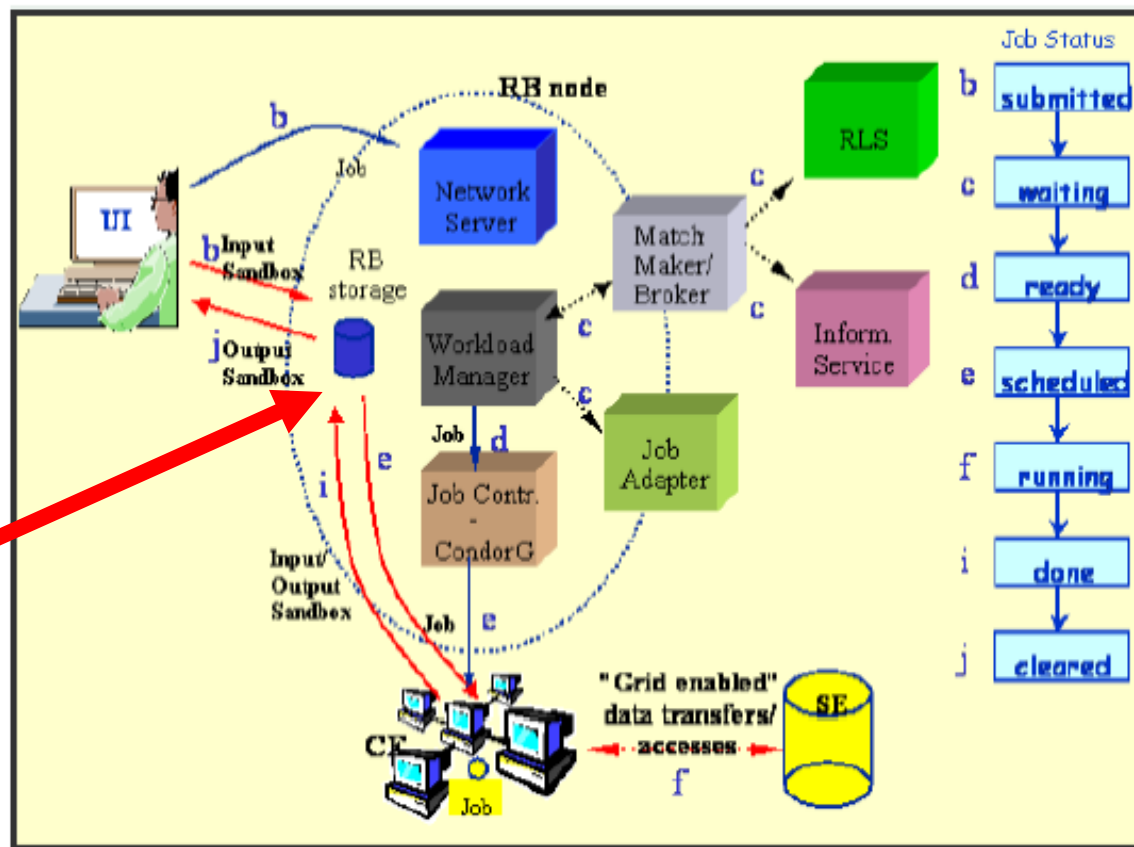 Job Status
RB node
b
submitted
b
RLS
Job
c
c
waiting
Network
Server
UI
Match
Maker/
Broker
b
Input
Sandbox
RB
storage
d
ready
c
c
j
Output
Sandbox
Workload
Manager
Inform.
Service
e
scheduled
c
Job
d
e
Job
Adapter
i
f
running
Job Contr.
-
CondorG
Input/
Output
Sandbox
i
done
Job
e
j
cleared
"Grid enabled"
data transfers/
accesses
SE
CE
f
Job